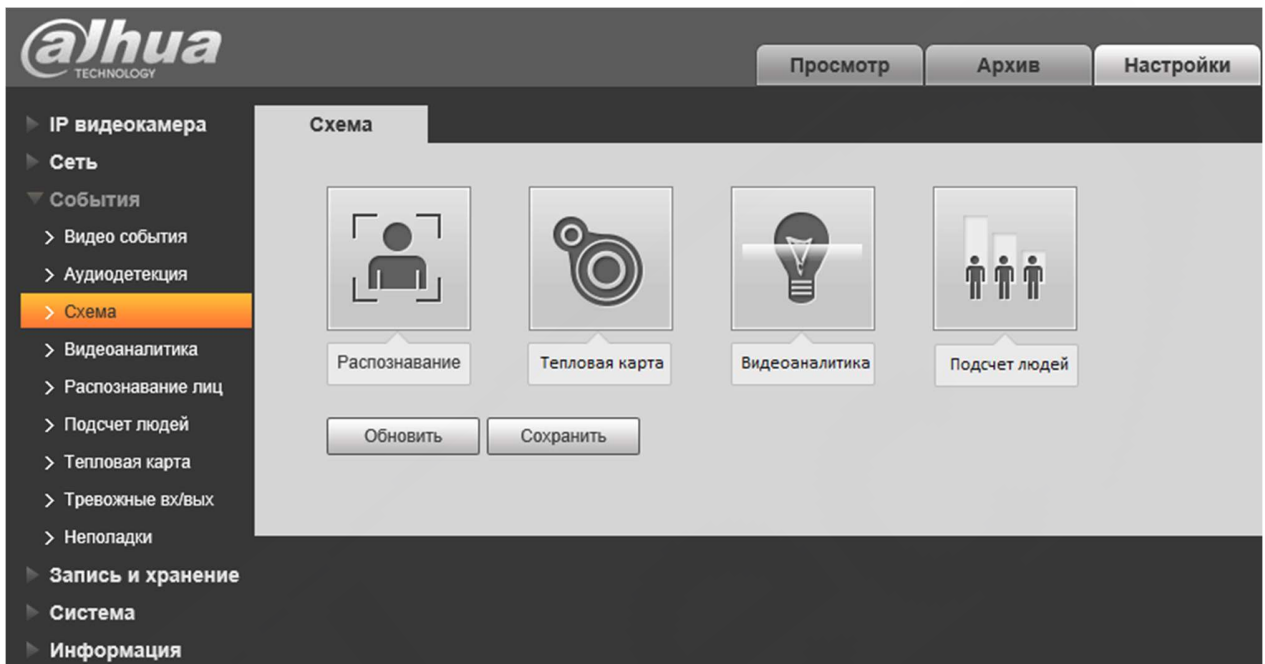 alhua
TECHNOLOGY
Просмотр
Архив
Настройки
IP видеокамера
Сеть
События
Видео события
Аудиодетекция
Схема
Видеоаналитика
Распознавание лиц
Подсчет людей
Тепловая карта
Тревожные вх/вых
Неполадки
Запись и хранение
Система
Информация
Схема
Распознавание
Тепловая карта
Видеоаналитика
Подсчет людей
Обновить
Сохранить